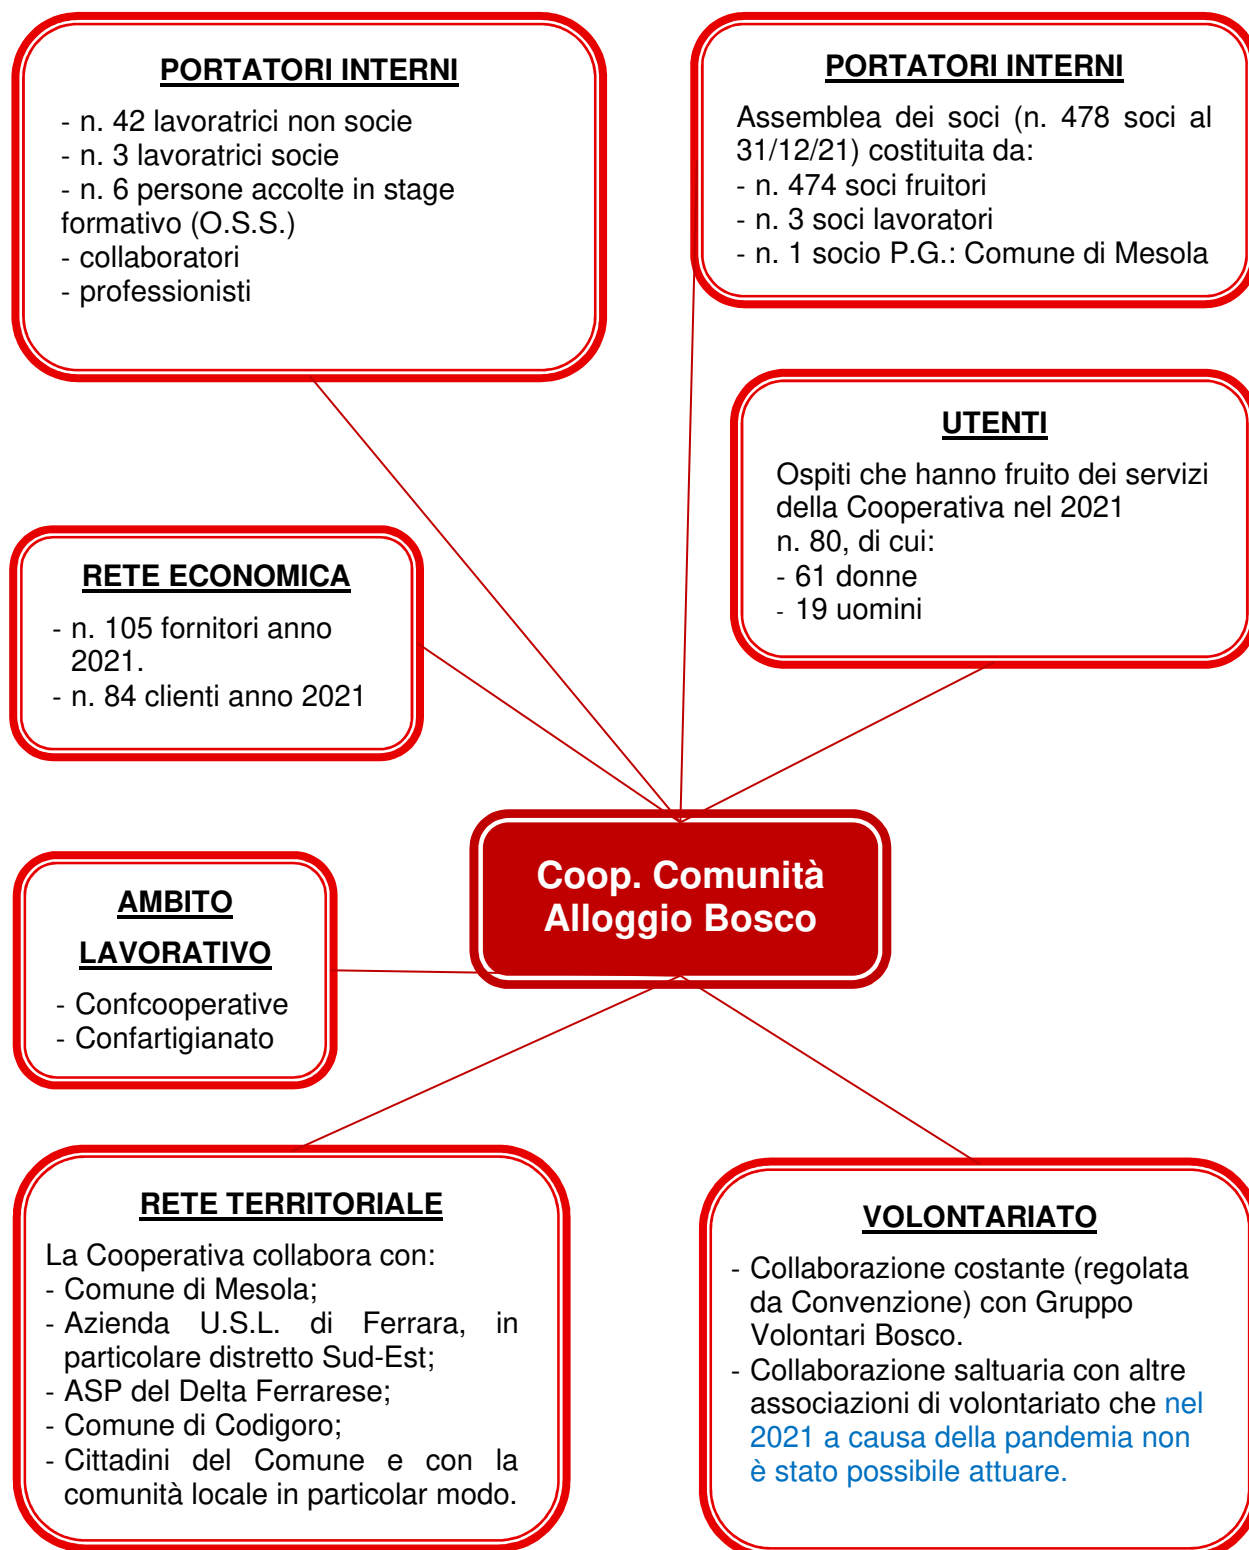 PORTATORI INTERNI
- n. 42 lavoratrici non socie
- n. 3 lavoratrici socie
- n. 6 persone accolte in stage
formativo (O.S.S.)
- collaboratori
- professionisti
PORTATORI INTERNI
Assemblea dei soci (n. 478 soci al
31/12/21) costituita da:
- n. 474 soci fruitori
- n. 3 soci lavoratori
- n. 1 socio P.G.: Comune di Mesola
UTENTI
Ospiti che hanno fruito dei servizi
della Cooperativa nel 2021
n. 80, di cui:
- 61 donne
- 19 uomini
RETE ECONOMICA
- n. 105 fornitori anno
2021.
- n. 84 clienti anno 2021
Coop. Comunità
Alloggio Bosco
AMBITO
LAVORATIVO
- Confcooperative
- Confartigianato
RETE TERRITORIALE
La Cooperativa collabora con:
- Comune di Mesola;
- Azienda U.S.L. di Ferrara, in
particolare distretto Sud-Est;
- ASP del Delta Ferrarese;
- Comune di Codigoro;
- Cittadini del Comune e con la
comunità locale in particolar modo.
VOLONTARIATO
- Collaborazione costante (regolata
da Convenzione) con Gruppo
Volontari Bosco.
- Collaborazione saltuaria con altre
associazioni di volontariato che nel
2021 a causa della pandemia non
è stato possibile attuare.